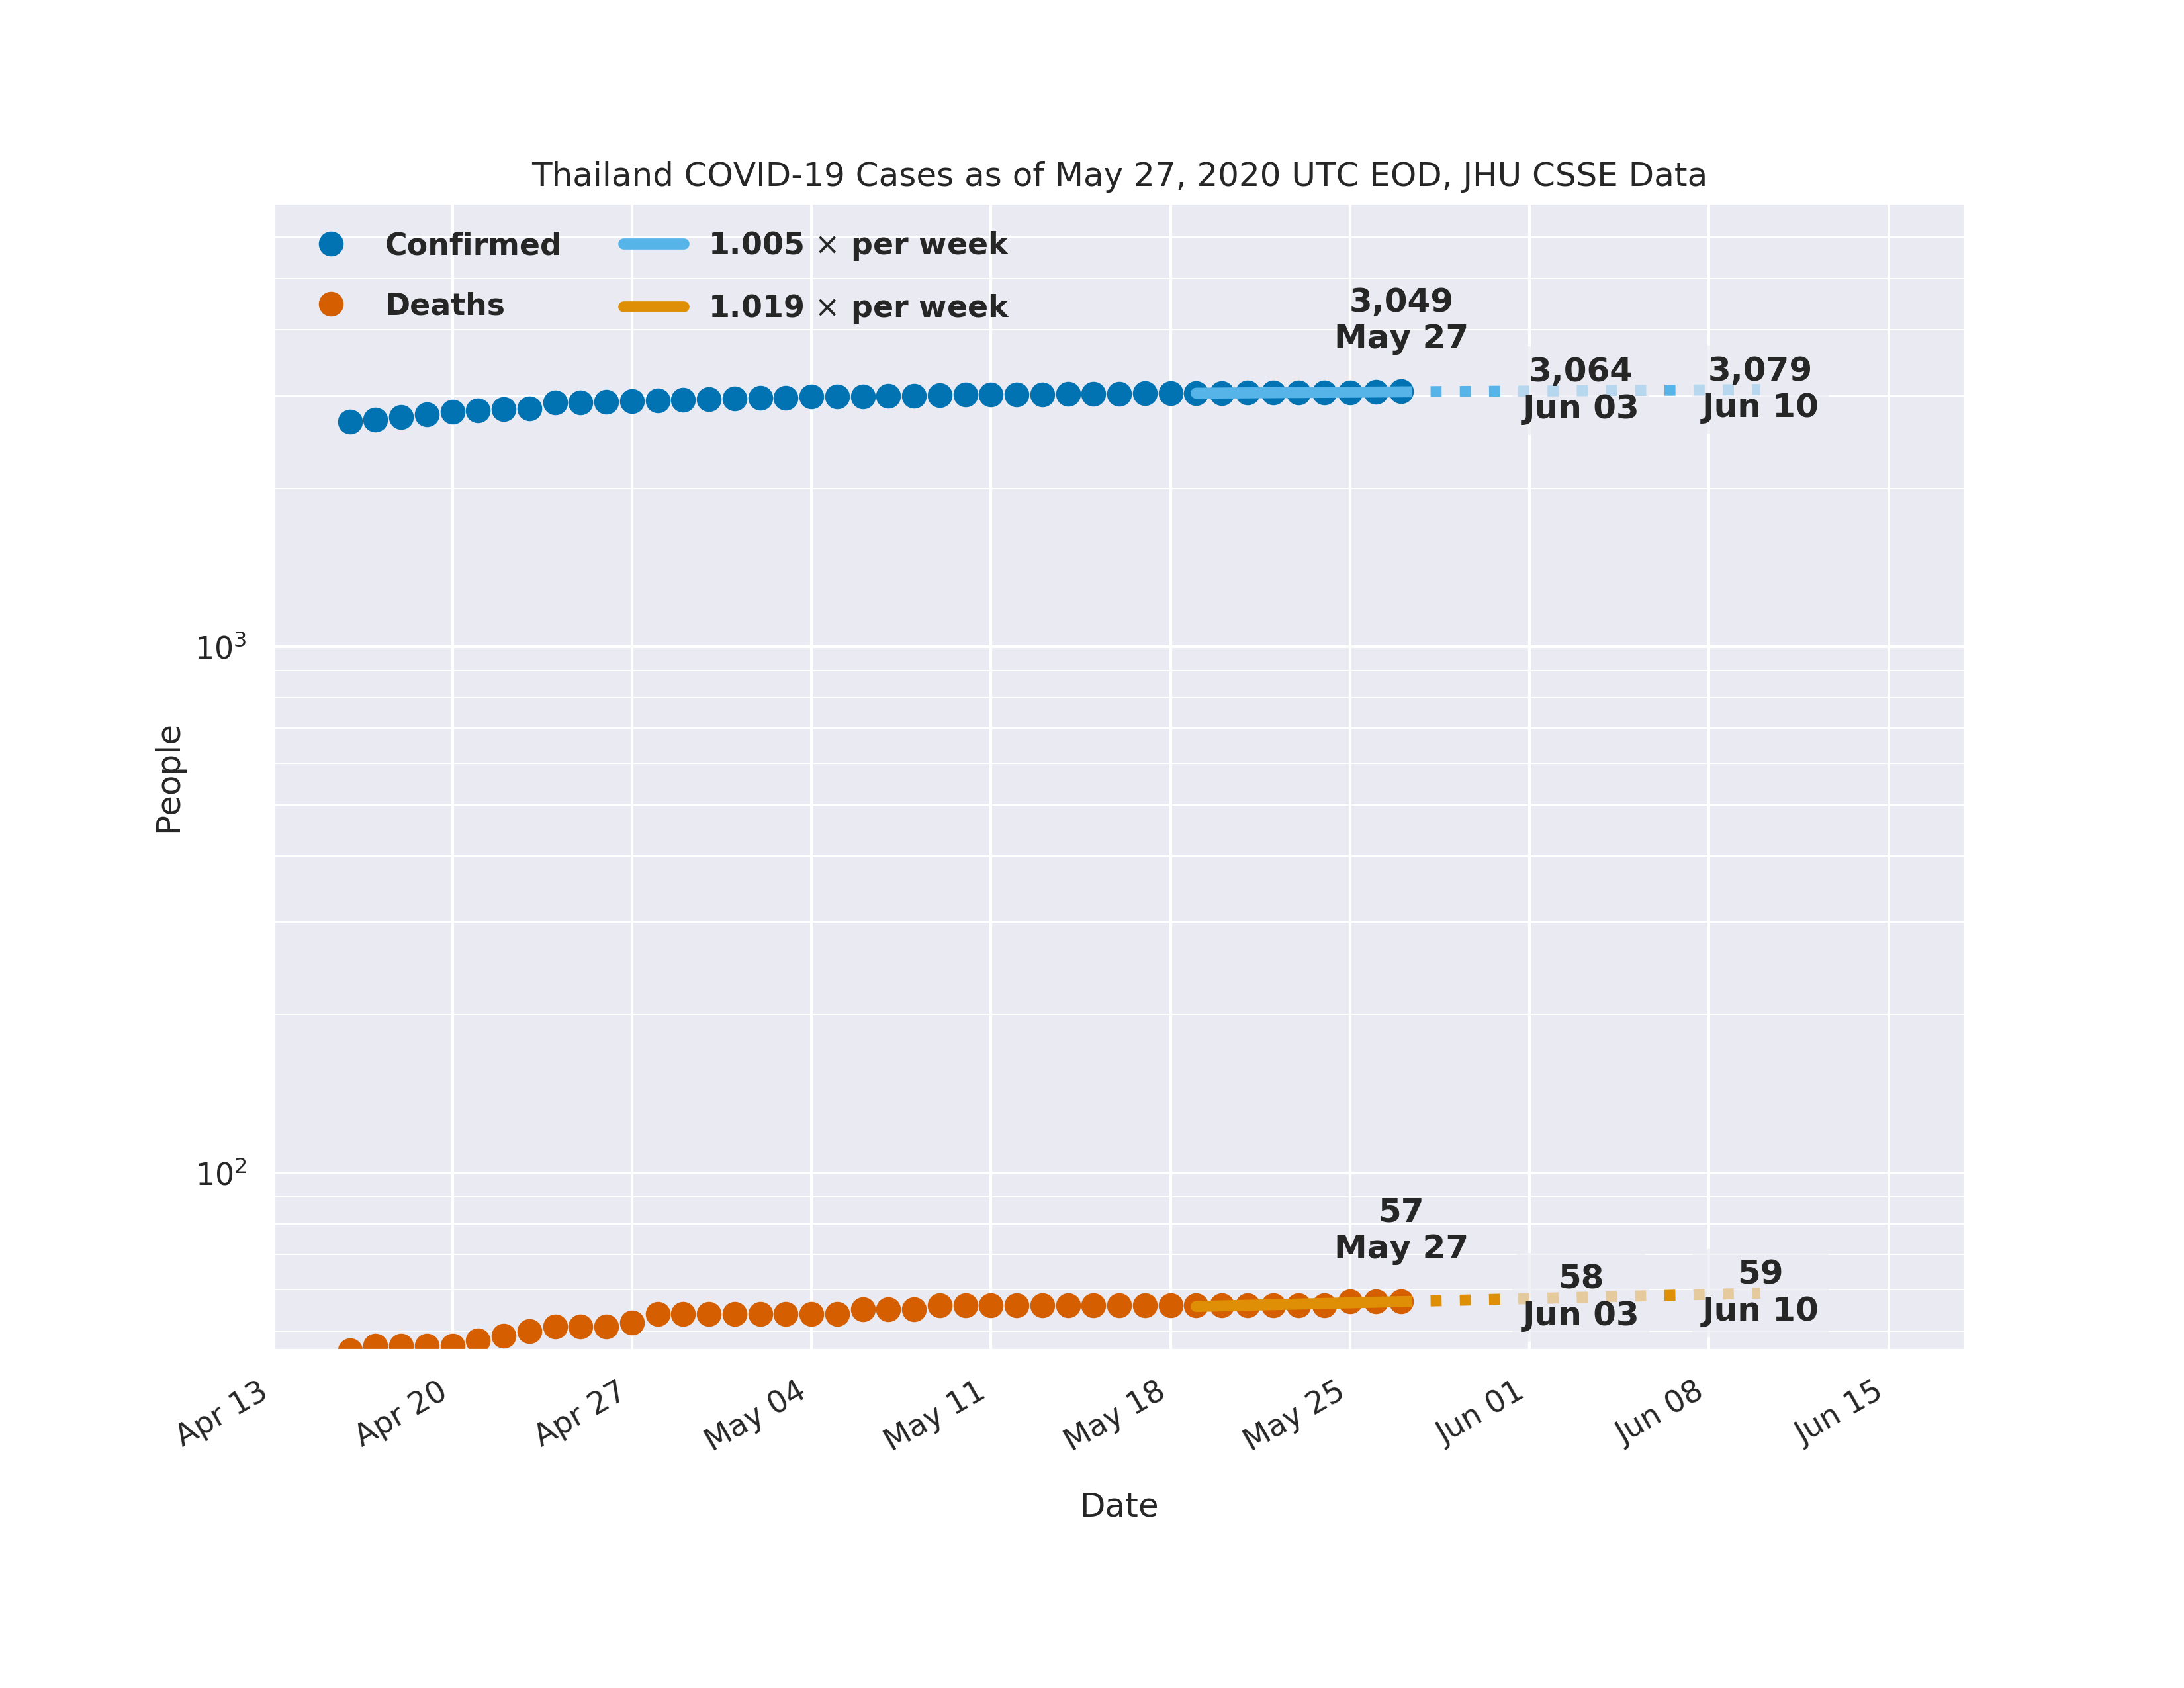 Thailand COVID-19 Cases as of May 27, 2020 UTC EOD, JHU CSSE Data
Confirmed
Deaths
1.005 × per week
1.019 × per week
3,049
May 27
3,064
Jun 03
3,079
Jun 10
10³
People
10²
57
May 27
58
Jun 03
59
Jun 10
Apr 13
Apr 20
Apr 27
May 04
May 11
May 18
May 25
Jun 01
Jun 08
Jun 15
Date